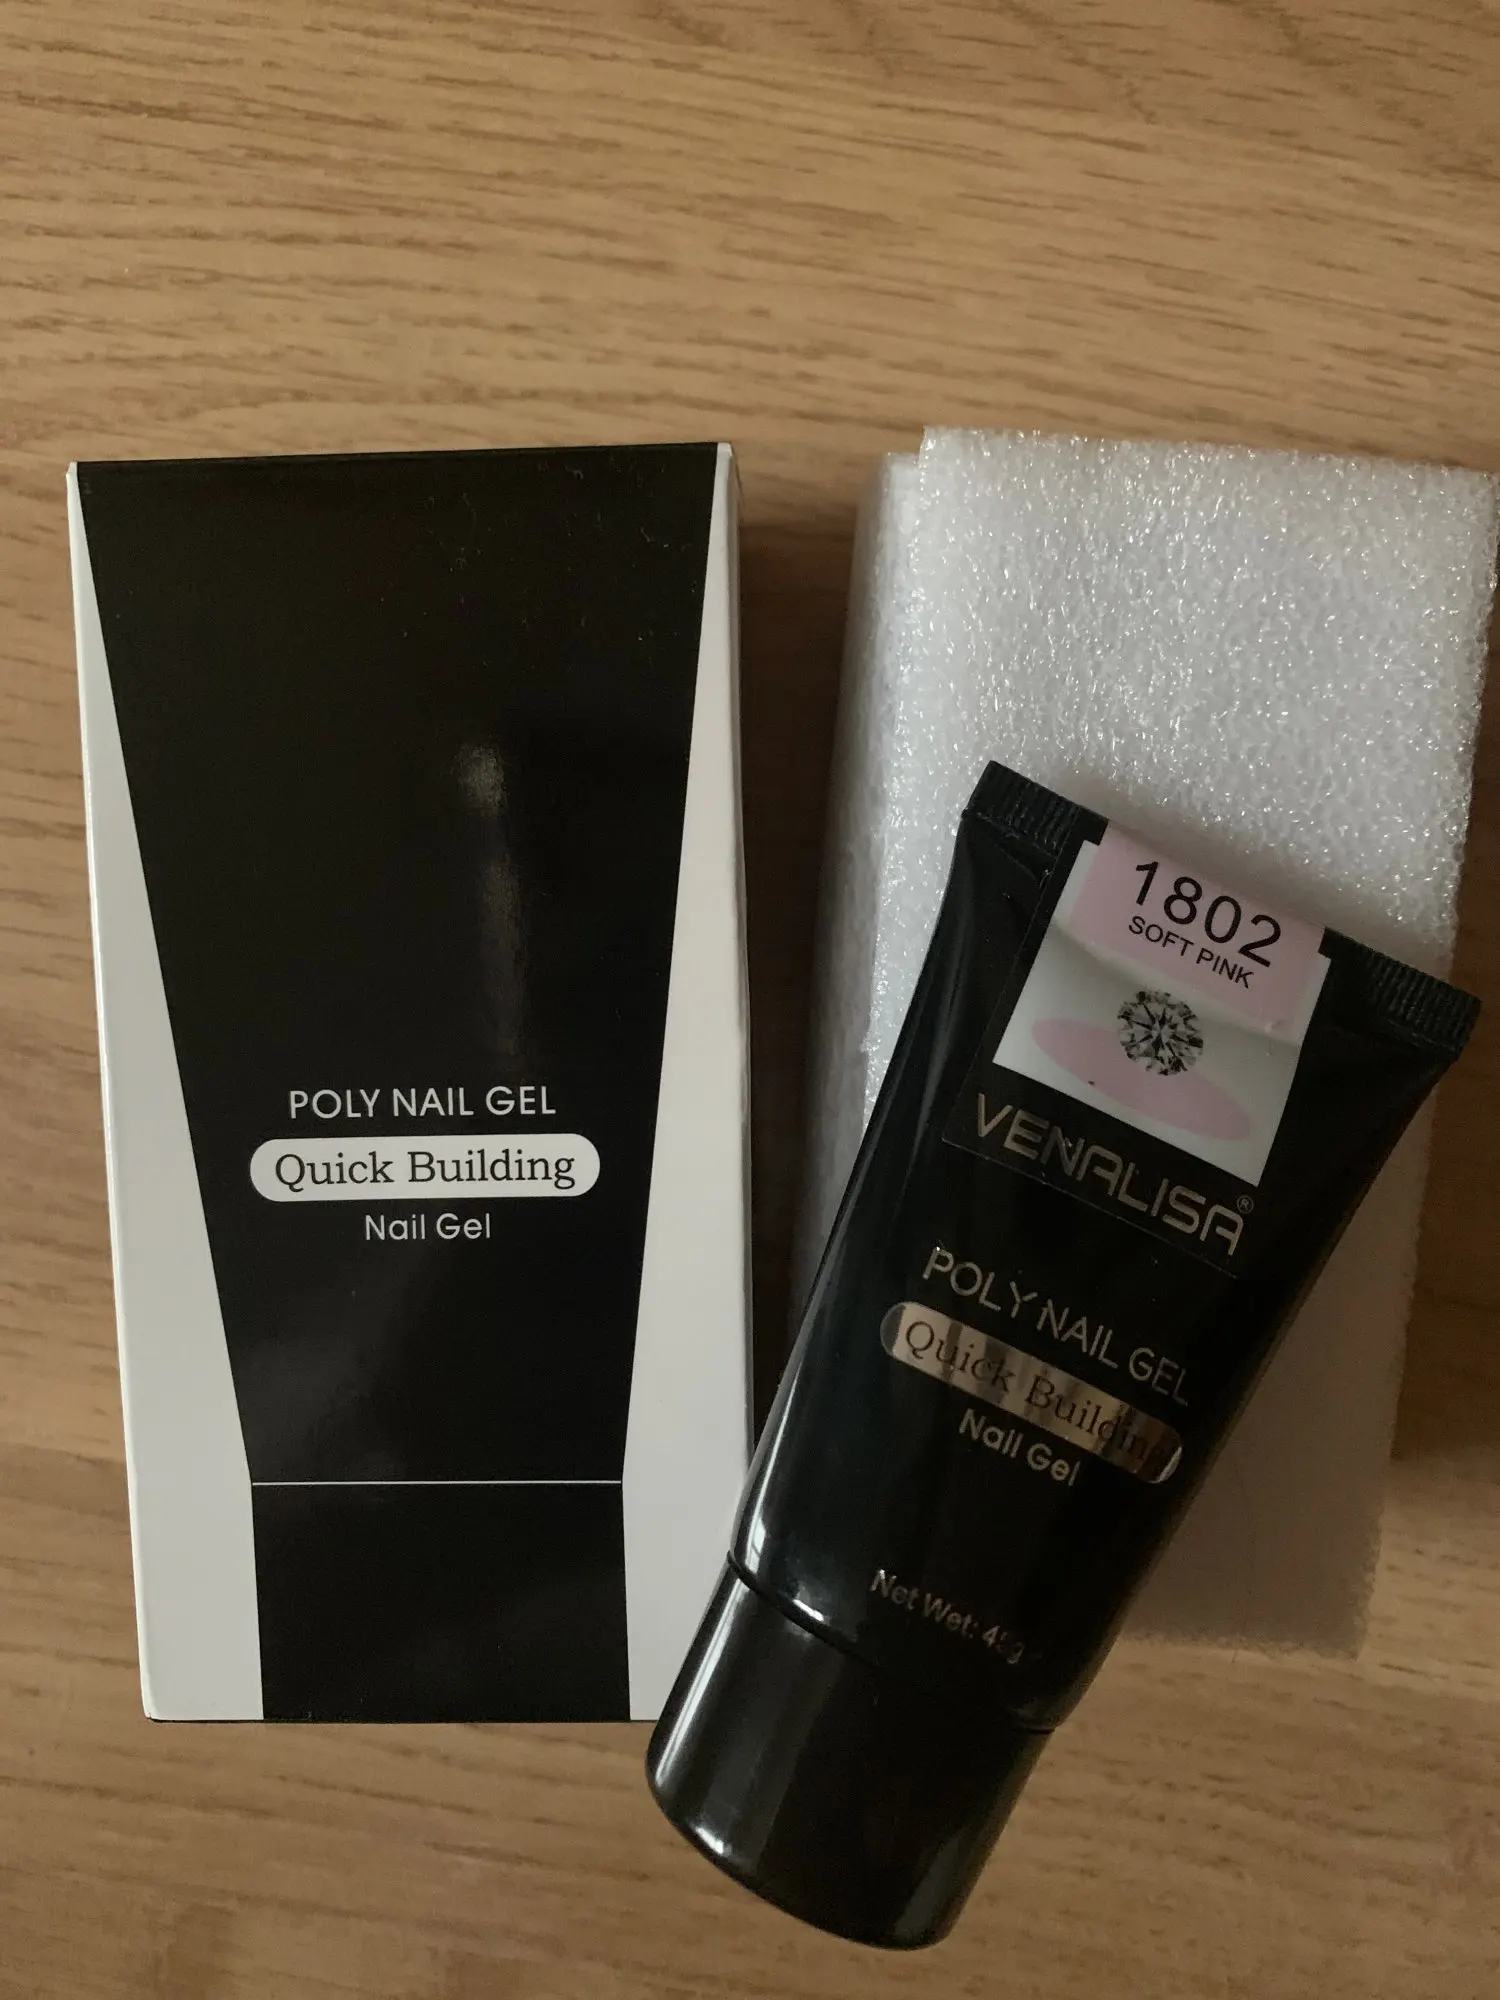 POLY NAIL GEL
Quick Building
Nail Gel
1802
SOFT PINK
VENALISA®
POLY NAIL GEL
Quick Building
Nail Gel
Net Wet: